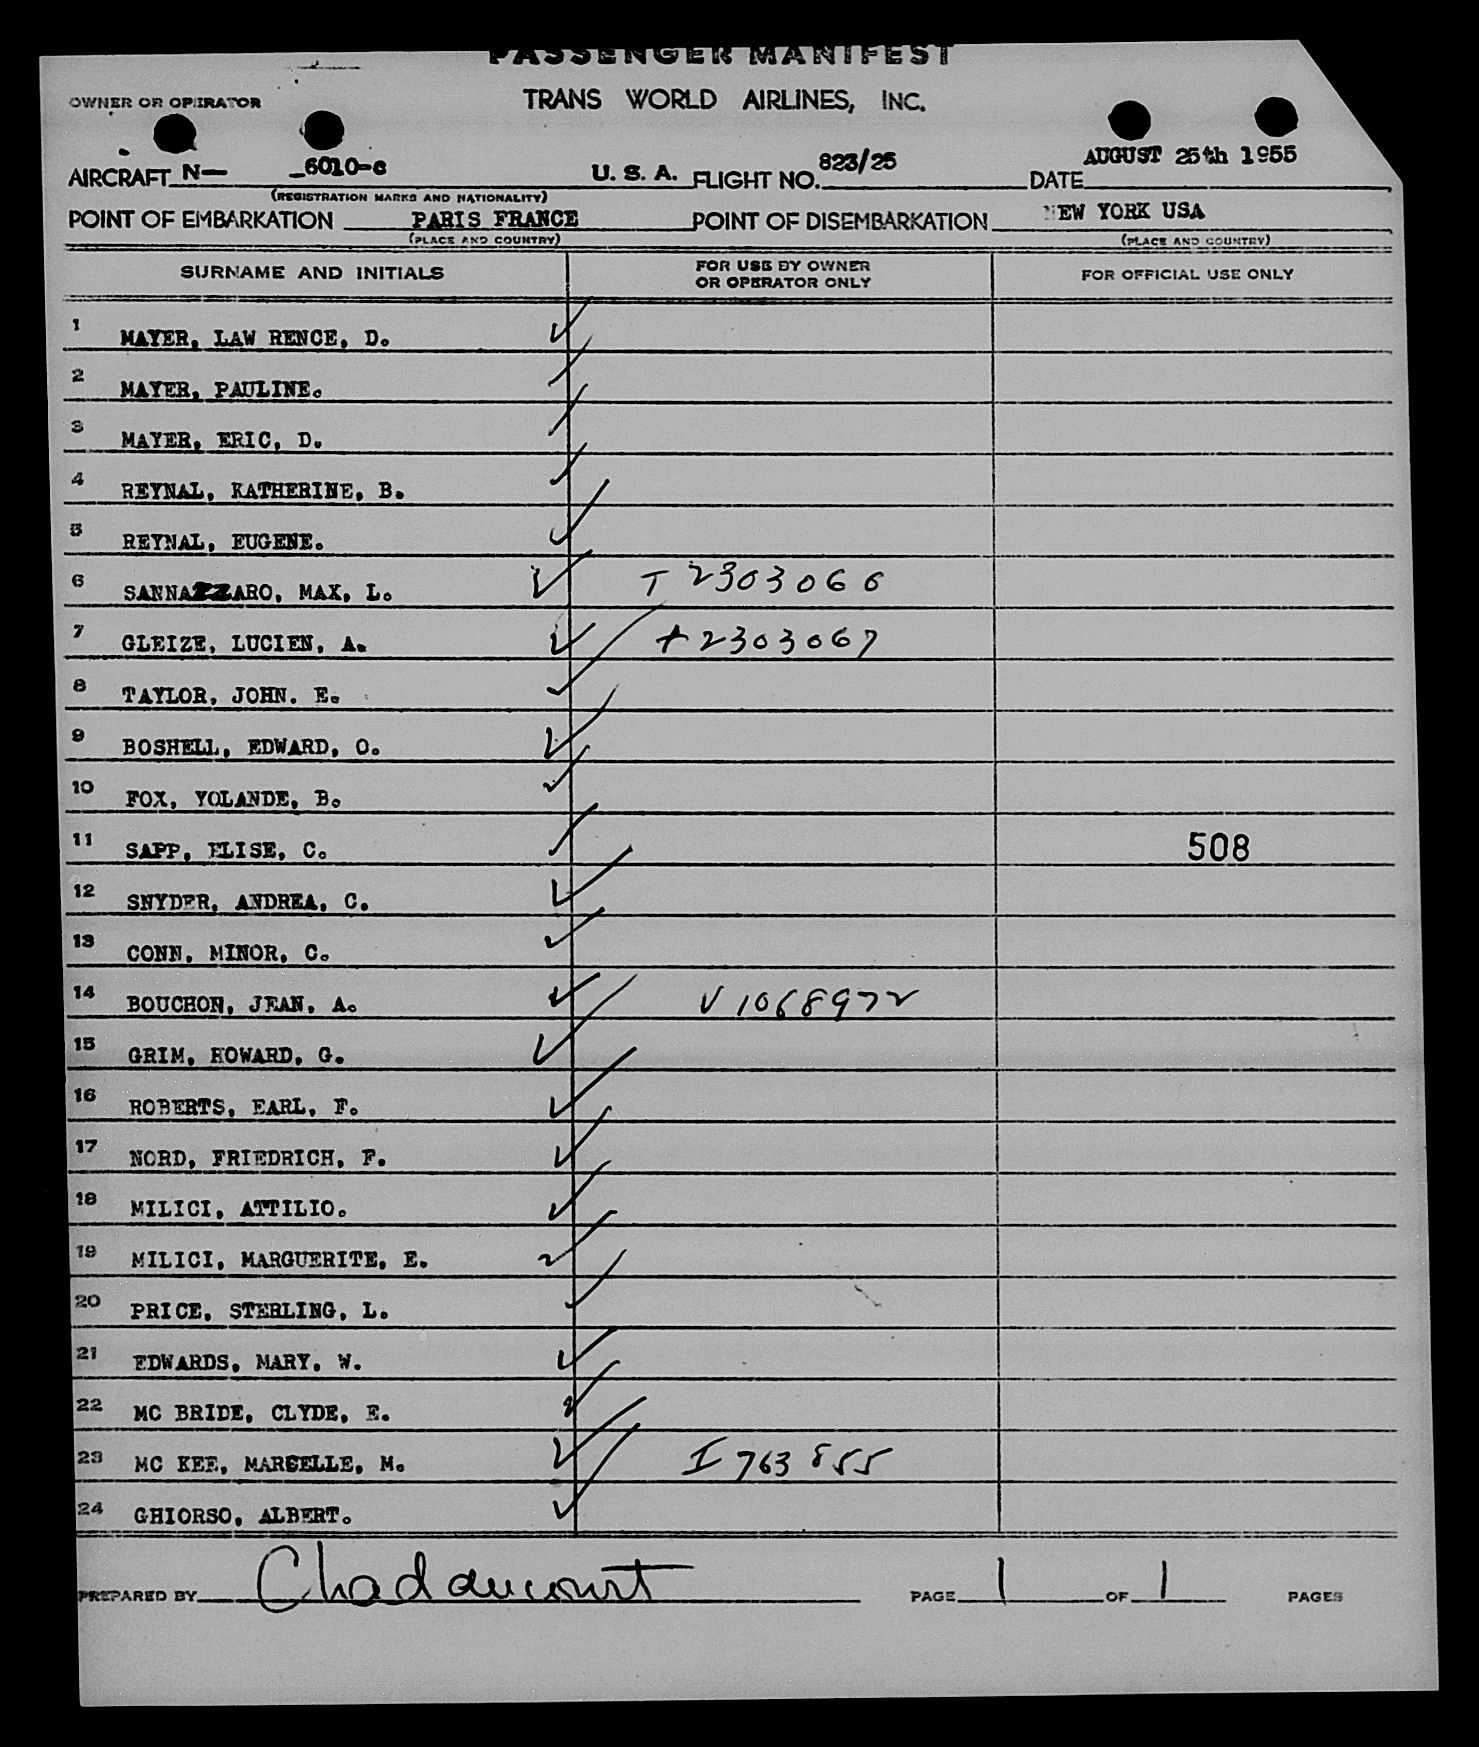 PASSENGER MANIFEST
OWNER OR OPERATOR
TRANS WORLD AIRLINES, INC.
AIRCRAFT N— _6010-c U. S. A. FLIGHT NO. 823/25 DATE AUGUST 25th 1955
(REGISTRATION MARKS AND NATIONALITY)
POINT OF EMBARKATION PARIS FRANCE POINT OF DISEMBARKATION NEW YORK USA
(PLACE AND COUNTRY) (PLACE AND COUNTRY)
SURNAME AND INITIALS FOR USE BY OWNER OR OPERATOR ONLY FOR OFFICIAL USE ONLY
1 MAYER, LAW RENCE, D.
2 MAYER, PAULINE.
3 MAYER, ERIC, D.
4 REYNAL, KATHERINE, B.
5 REYNAL, EUGENE.
6 SANNAZZARO, MAX, L. T 2303066
7 GLEIZE, LUCIEN, A. T 2303067
8 TAYLOR, JOHN. E.
9 BOSHELL, EDWARD, O.
10 FOX, YOLANDE, B.
11 SAPP, ELISE, C. 508
12 SNYDER, ANDREA, C.
13 CONN, MINOR, C.
14 BOUCHON, JEAN, A. V 1068972
15 GRIM, HOWARD, G.
16 ROBERTS, EARL, F.
17 NORD, FRIEDRICH, F.
18 MILICI, ATTILIO.
19 MILICI, MARGUERITE, E.
20 PRICE, STERLING, L.
21 EDWARDS, MARY, W.
22 MC BRIDE, CLYDE, E.
23 MC KEE, MARCELLE, M. I 763855
24 GHIORSO, ALBERT.
PREPARED BY PAGE 1 OF 1 PAGES